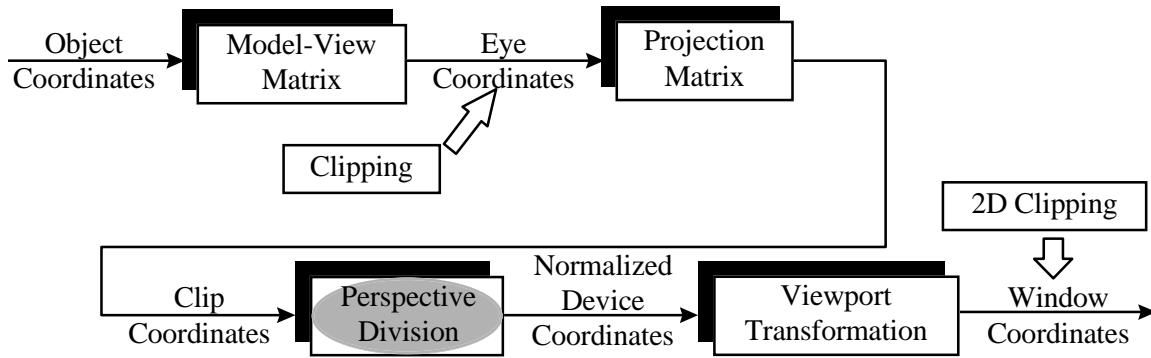 Object
Coordinates
Model-View
Matrix
Eye
Coordinates
Projection
Matrix
Clipping
2D Clipping
Clip
Coordinates
Perspective
Division
Normalized
Device
Coordinates
Viewport
Transformation
Window
Coordinates